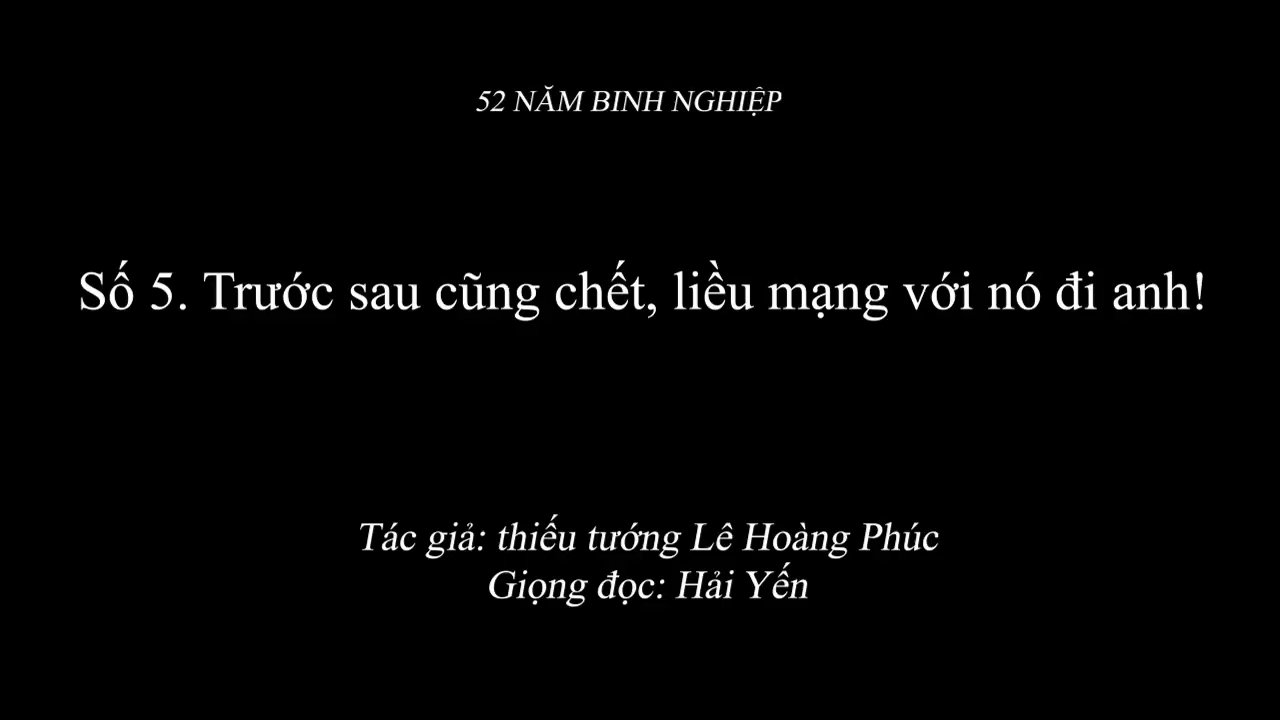 52 NĂM BINH NGHIỆP
Số 5. Trước sau cũng chết, liều mạng với nó đi anh!
Tác giả: thiếu tướng Lê Hoàng Phúc
Giọng đọc: Hải Yến